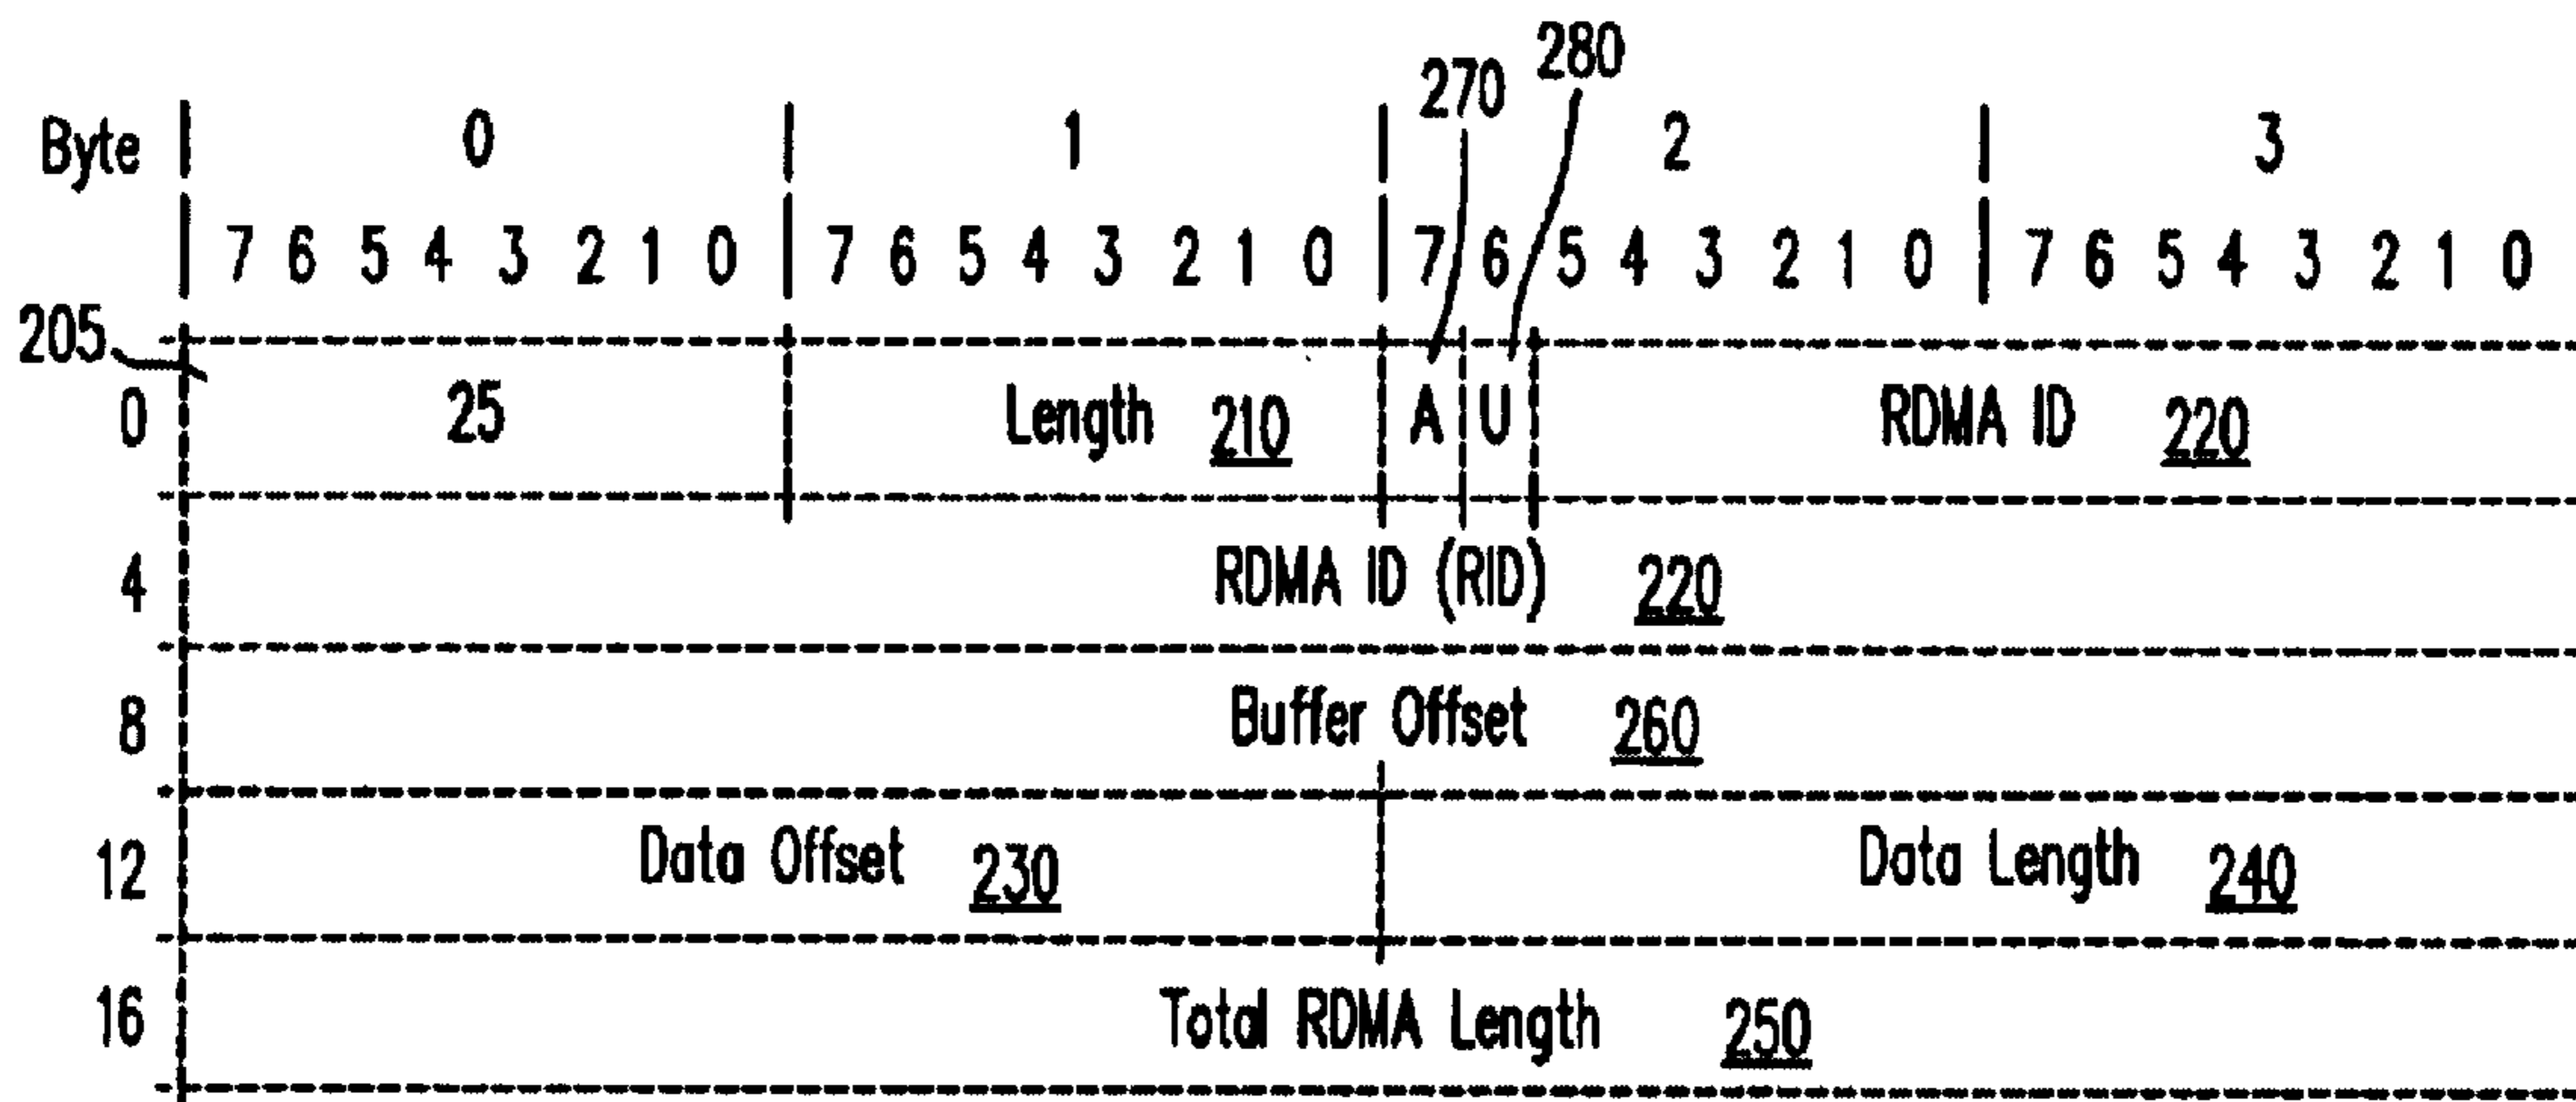 270 280
Byte 0 1 2 3
7 6 5 4 3 2 1 0 7 6 5 4 3 2 1 0 7 6 5 4 3 2 1 0 7 6 5 4 3 2 1 0
205
0 25 Length 210 A U RDMA ID 220
4 RDMA ID (RID) 220
8 Buffer Offset 260
12 Data Offset 230 Data Length 240
16 Total RDMA Length 250